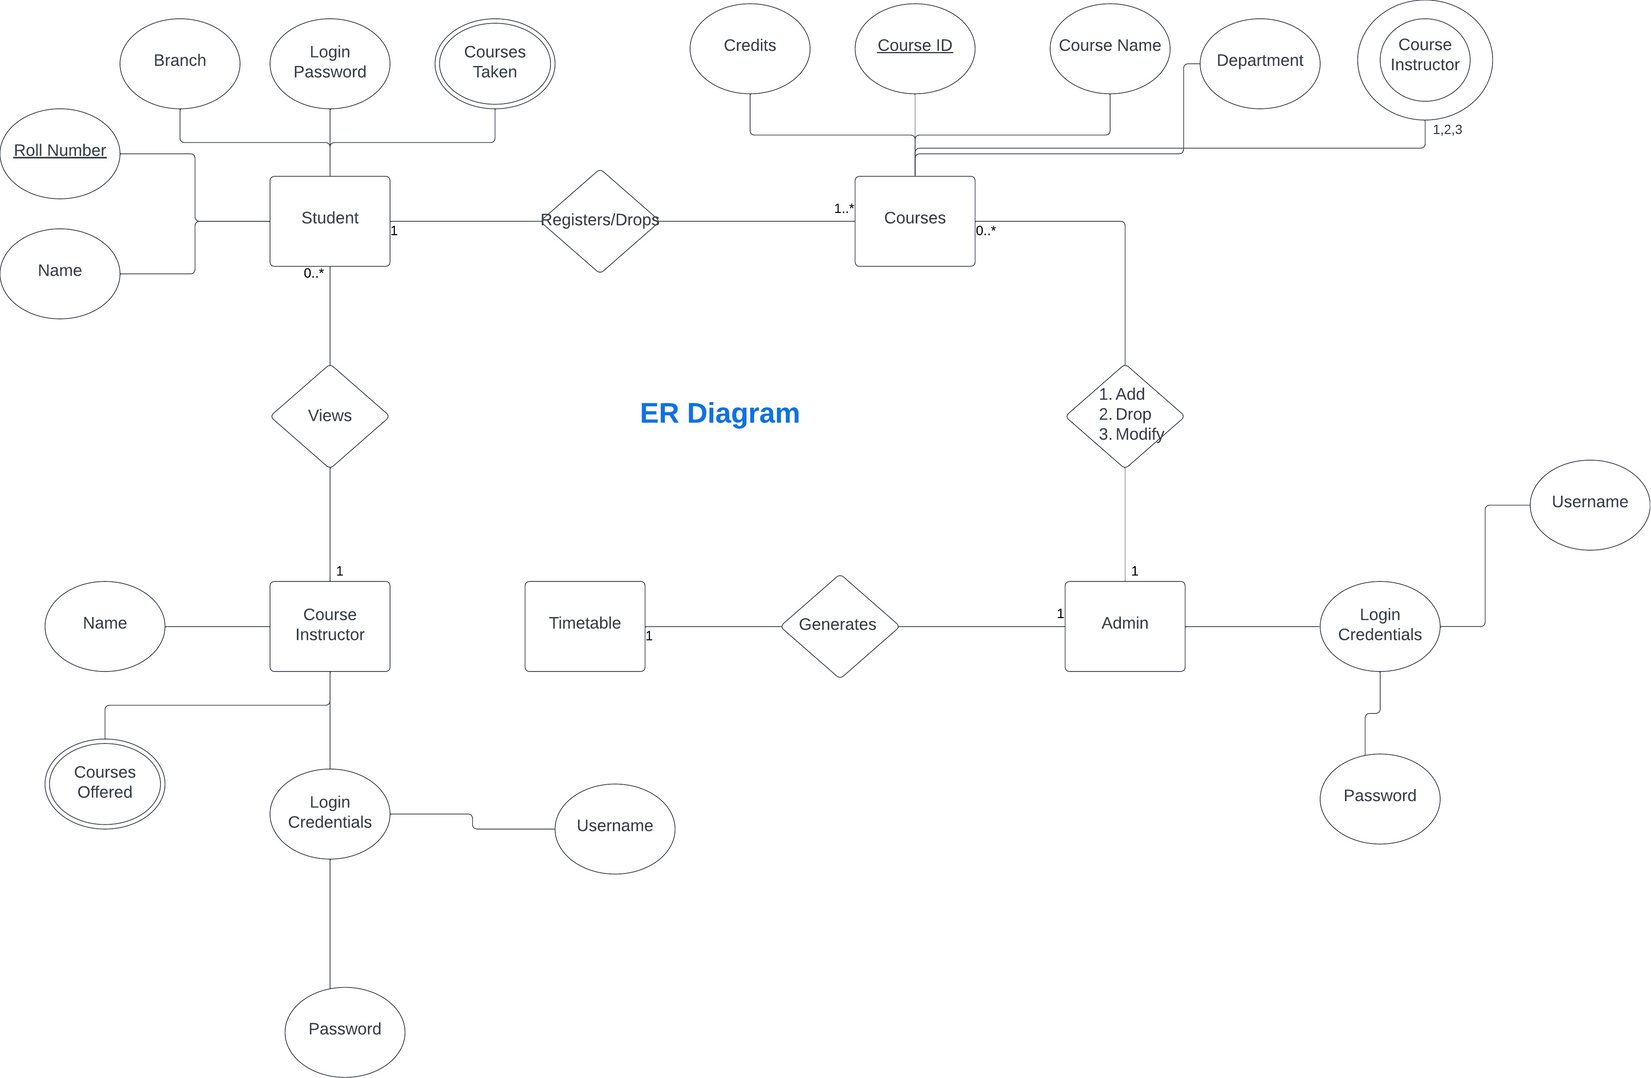 Credits
Course ID
Course Name
Department
Course
Instructor
Branch
Login
Password
Courses
Taken
1,2,3
Roll Number
Student
Registers/Drops
Courses
1..*
1
0..*
Name
0..*
Views
ER Diagram
1. Add
2. Drop
3. Modify
Username
1
1
Name
Course
Instructor
Timetable
1
Generates
1
Admin
Login
Credentials
Courses
Offered
Login
Credentials
Username
Password
Password